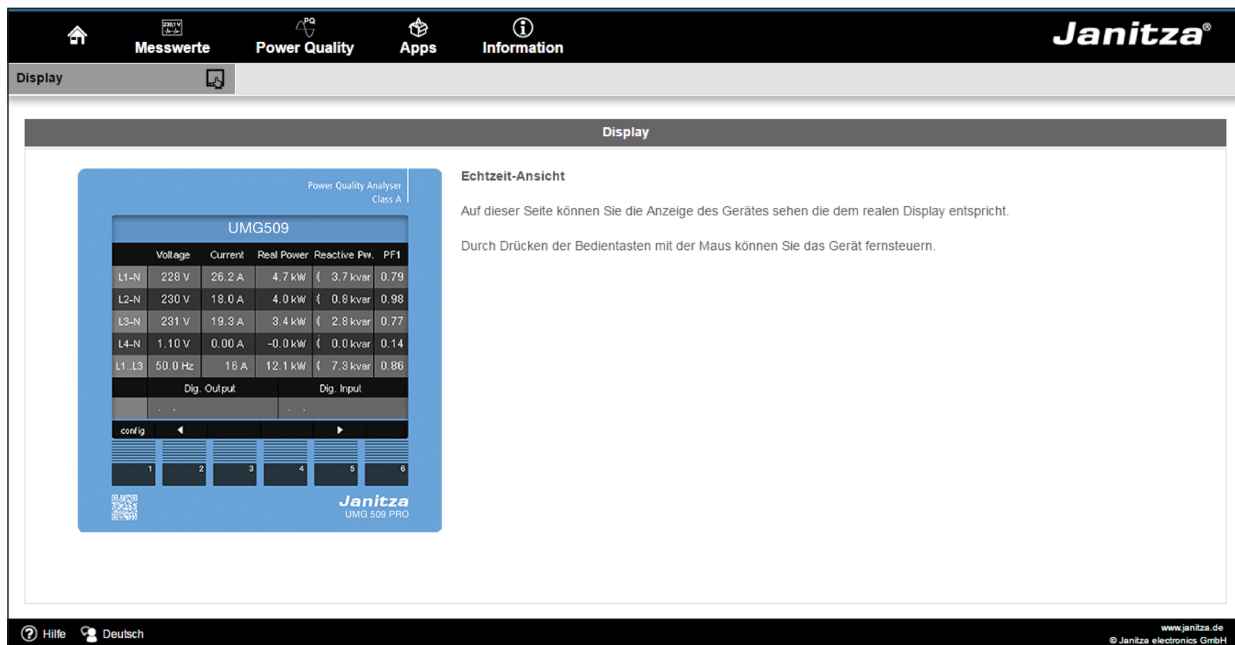 230,1 V
PQ
Messwerte Power Quality Apps Information
Janitza®
Display
Display
Power Quality Analyser
Class A
UMG509
Voltage Current Real Power Reactive Pw. PF1
L1-N 228 V 26.2 A 4.7 kW 3.7 kvar 0.79
L2-N 230 V 18.0 A 4.0 kW 0.8 kvar 0.98
L3-N 231 V 19.3 A 3.4 kW 2.8 kvar 0.77
L4-N 1.10 V 0.00 A -0.0 kW 0.0 kvar 0.14
L1..L3 50.0 Hz 16 A 12.1 kW 7.3 kvar 0.86
Dig. Output Dig. Input
. . . .
config ◀ ▶
1 2 3 4 5 6
Janitza
UMG 509 PRO
Echtzeit-Ansicht
Auf dieser Seite können Sie die Anzeige des Gerätes sehen die dem realen Display entspricht.
Durch Drücken der Bedientasten mit der Maus können Sie das Gerät fernsteuern.
? Hilfe Deutsch
www.janitza.de
© Janitza electronics GmbH